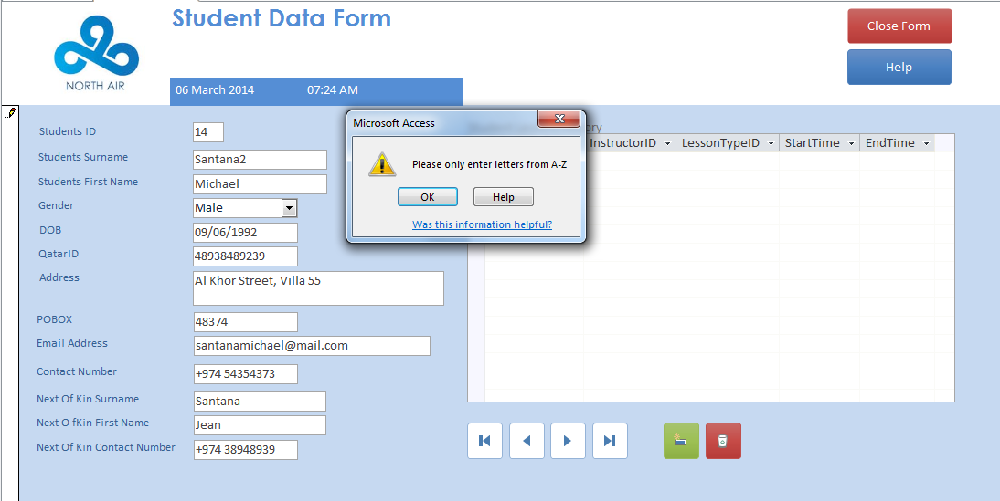 Student Data Form
Close Form
Help
NORTH AIR
06 March 2014 07:24 AM
Microsoft Access
Please only enter letters from A-Z
OK Help
Was this information helpful?
Students ID 14
Students Surname Santana2
Students First Name Michael
Gender Male
DOB 09/06/1992
QatarID 48938489239
Address Al Khor Street, Villa 55
POBOX 48374
Email Address santanamichael@mail.com
Contact Number +974 54354373
Next Of Kin Surname Santana
Next O fKin First Name Jean
Next Of Kin Contact Number +974 38948939
InstructorID LessonTypeID StartTime EndTime